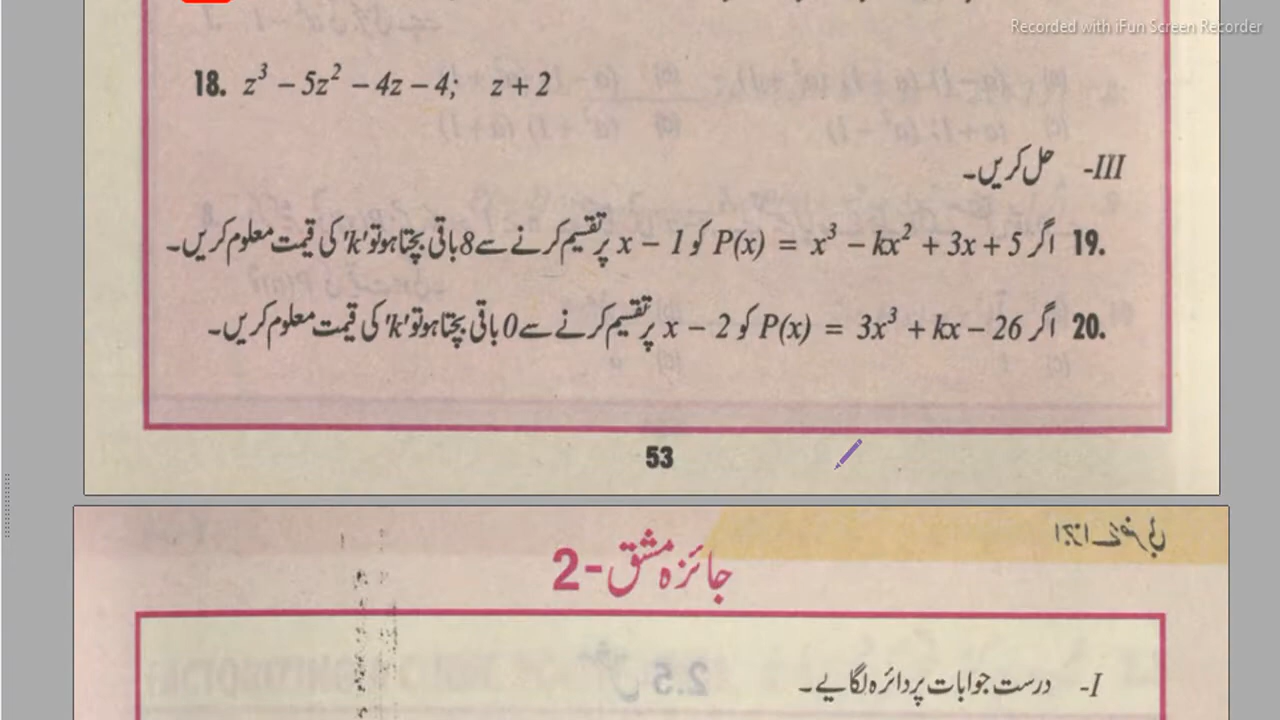 Recorded with iFun Screen Recorder
18. z³ − 5z² − 4z − 4; z + 2
III- حل کریں۔
19. اگر P(x) = x³ − kx² + 3x + 5 کو x − 1 پر تقسیم کرنے سے 8 باقی بچتا ہو تو 'k' کی قیمت معلوم کریں۔
20. اگر P(x) = 3x³ + kx − 26 کو x − 2 پر تقسیم کرنے سے 0 باقی بچتا ہو تو 'k' کی قیمت معلوم کریں۔
53
جائزہ مشق -2
I- درست جوابات پر دائرہ لگایے۔